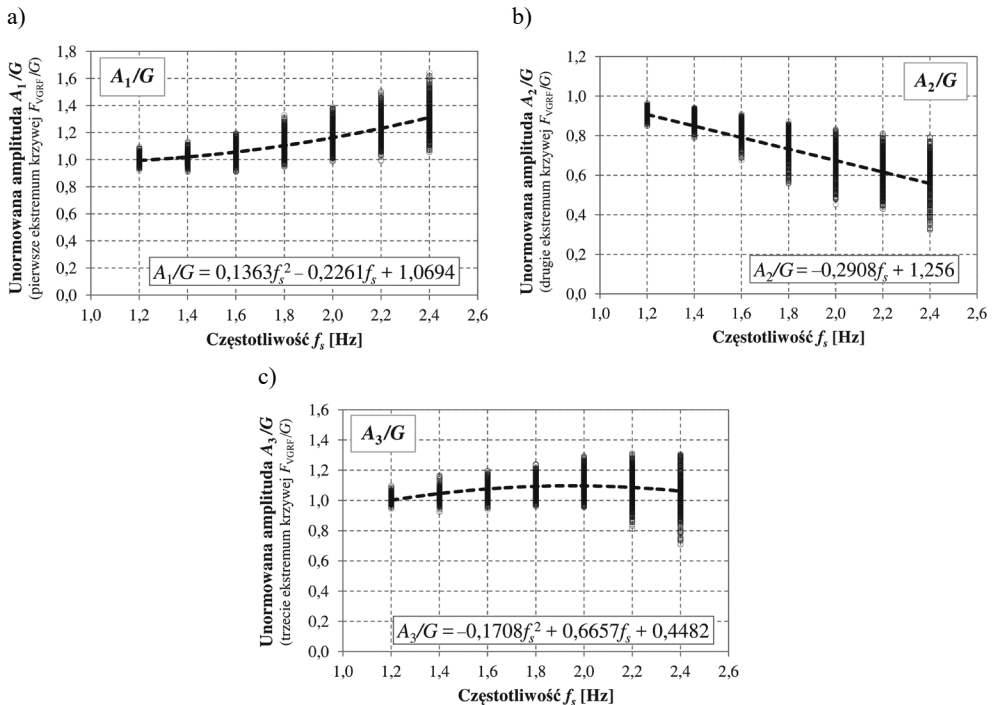 a)
Unormowana amplituda A₁/G
(pierwsze ekstremum krzywej F_VGRF/G)
1,8
1,6
1,4
1,2
1,0
0,8
0,6
0,4
0,2
0,0
A₁/G
A₁/G = 0,1363fₛ² – 0,2261fₛ + 1,0694
1,0 1,2 1,4 1,6 1,8 2,0 2,2 2,4 2,6
Częstotliwość fₛ [Hz]
b)
Unormowana amplituda A₂/G
(drugie ekstremum krzywej F_VGRF/G)
1,2
1,0
0,8
0,6
0,4
0,2
0,0
A₂/G
A₂/G = –0,2908fₛ + 1,256
1,0 1,2 1,4 1,6 1,8 2,0 2,2 2,4 2,6
Częstotliwość fₛ [Hz]
c)
Unormowana amplituda A₃/G
(trzecie ekstremum krzywej F_VGRF/G)
1,6
1,4
1,2
1,0
0,8
0,6
0,4
0,2
0,0
A₃/G
A₃/G = –0,1708fₛ² + 0,6657fₛ + 0,4482
1,0 1,2 1,4 1,6 1,8 2,0 2,2 2,4 2,6
Częstotliwość fₛ [Hz]